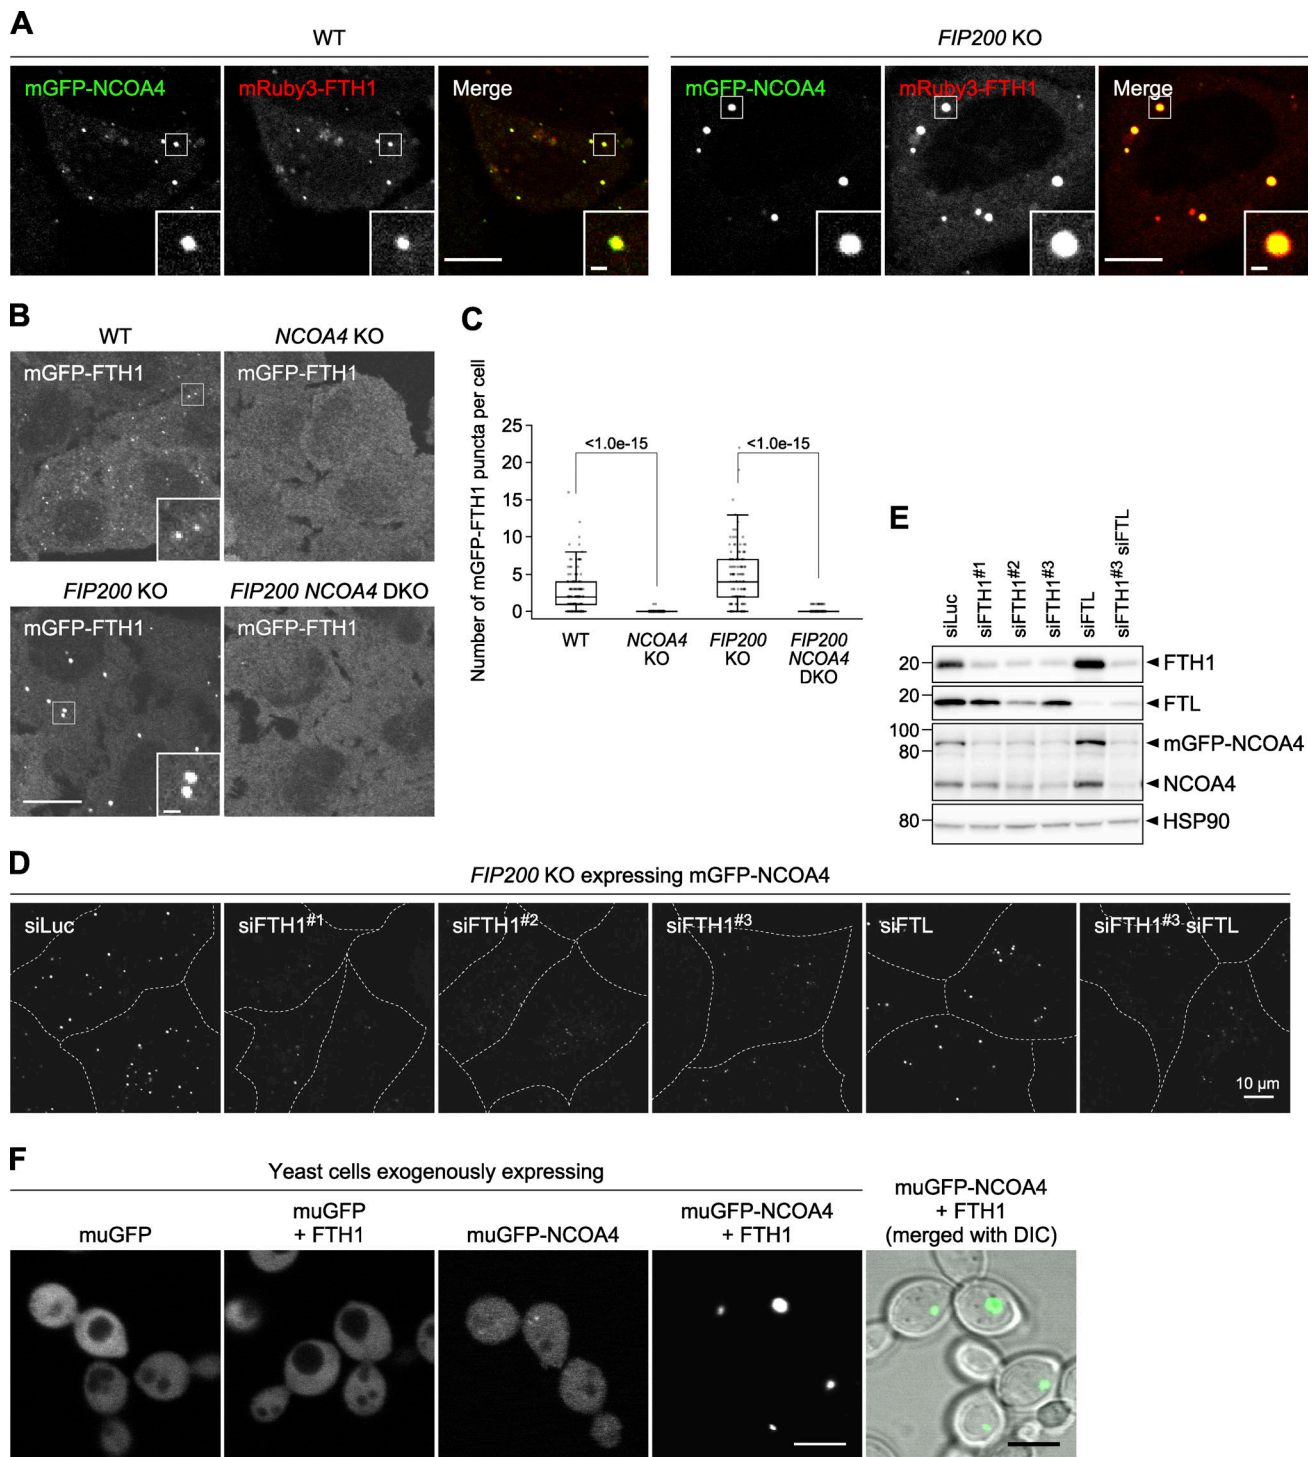 A
WT
FIP200 KO
mGFP-NCOA4
mRuby3-FTH1
Merge
mGFP-NCOA4
mRuby3-FTH1
Merge
B
WT
NCOA4 KO
mGFP-FTH1
mGFP-FTH1
FIP200 KO
FIP200 NCOA4 DKO
mGFP-FTH1
mGFP-FTH1
C
Number of mGFP-FTH1 puncta per cell
25
20
15
10
5
0
<1.0e-15
<1.0e-15
WT
NCOA4
KO
FIP200
KO
FIP200
NCOA4
DKO
E
siLuc
siFTH1#1
siFTH1#2
siFTH1#3
siFTL
siFTH1#3 siFTL
20
FTH1
20
FTL
100
80
mGFP-NCOA4
NCOA4
80
HSP90
D
FIP200 KO expressing mGFP-NCOA4
siLuc
siFTH1#1
siFTH1#2
siFTH1#3
siFTL
siFTH1#3 siFTL
10 µm
F
Yeast cells exogenously expressing
muGFP
muGFP
+ FTH1
muGFP-NCOA4
muGFP-NCOA4
+ FTH1
muGFP-NCOA4
+ FTH1
(merged with DIC)